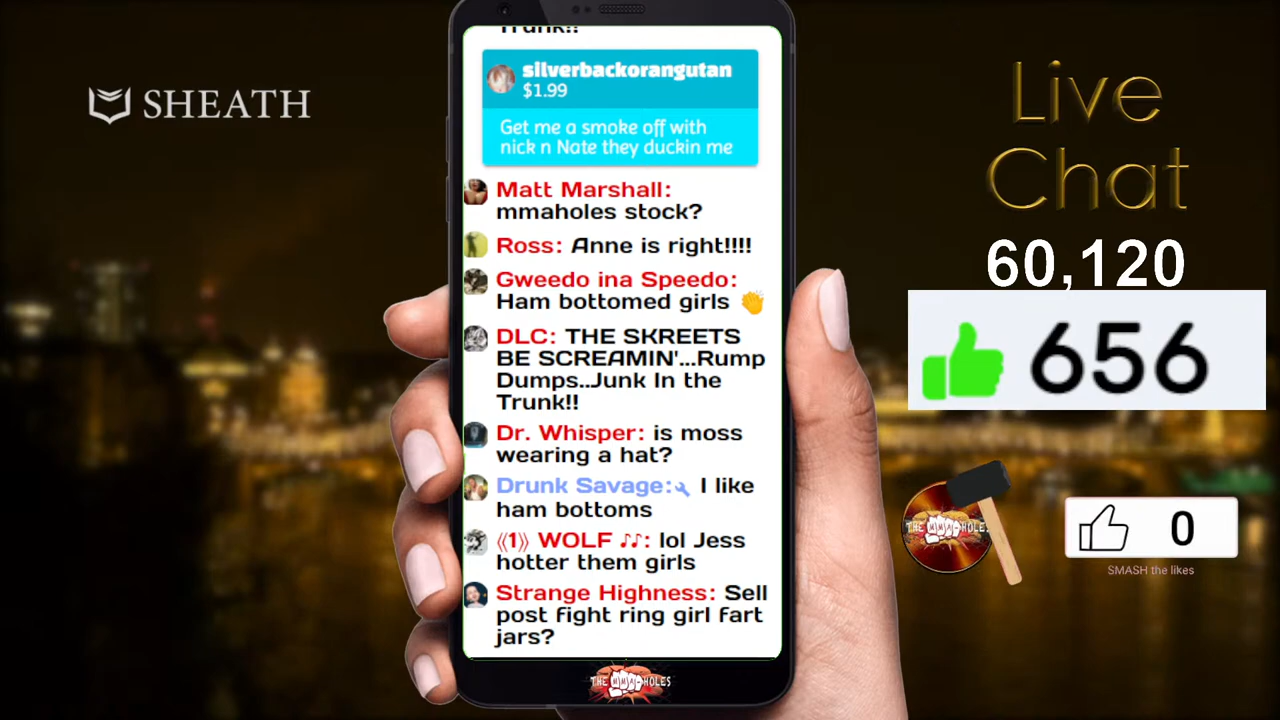 Trunk!!
silverbackorangutan
$1.99
Get me a smoke off with
nick n Nate they duckin me
Matt Marshall:
mmaholes stock?
Ross: Anne is right!!!!
Gweedo ina Speedo:
Ham bottomed girls 👏
DLC: THE SKREETS
BE SCREAMIN'...Rump
Dumps..Junk In the
Trunk!!
Dr. Whisper: is moss
wearing a hat?
Drunk Savage:🔧 I like
ham bottoms
⸨1⸩ WOLF ♪♪: lol Jess
hotter them girls
Strange Highness: Sell
post fight ring girl fart
jars?
THE MMA-HOLES
SHEATH
Live
Chat
60,120
656
THE MMA-HOLES
0
SMASH the likes